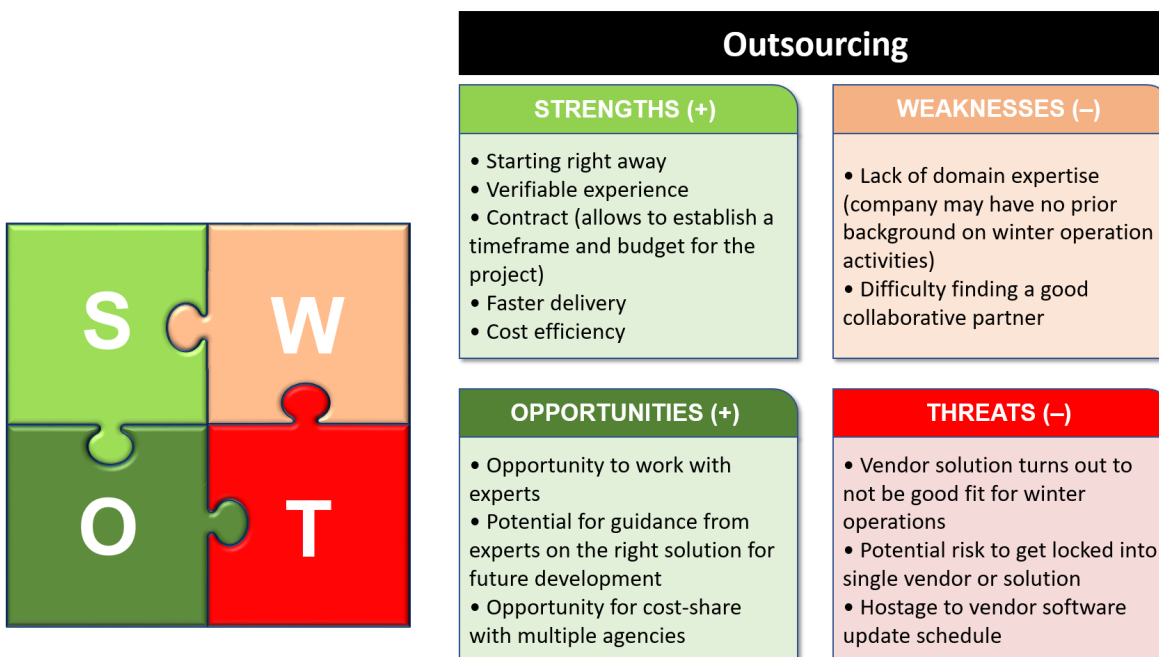 S
W
O
T
Outsourcing
STRENGTHS (+)
• Starting right away
• Verifiable experience
• Contract (allows to establish a
timeframe and budget for the
project)
• Faster delivery
• Cost efficiency
WEAKNESSES (–)
• Lack of domain expertise
(company may have no prior
background on winter operation
activities)
• Difficulty finding a good
collaborative partner
OPPORTUNITIES (+)
• Opportunity to work with
experts
• Potential for guidance from
experts on the right solution for
future development
• Opportunity for cost-share
with multiple agencies
THREATS (–)
• Vendor solution turns out to
not be good fit for winter
operations
• Potential risk to get locked into
single vendor or solution
• Hostage to vendor software
update schedule